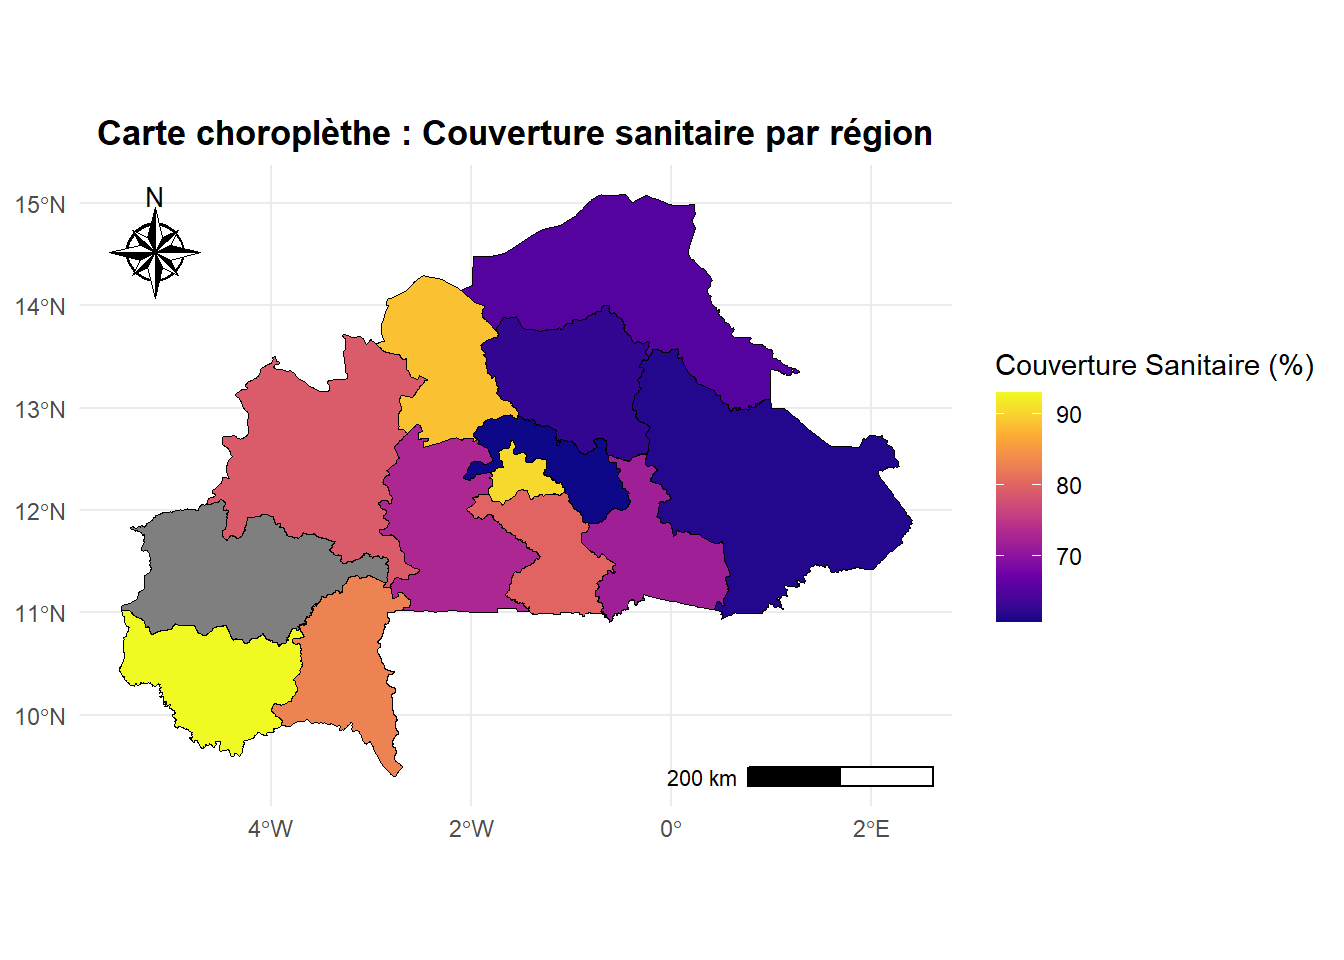 Carte choroplèthe : Couverture sanitaire par région
N
15°N
14°N
13°N
12°N
11°N
10°N
4°W
2°W
0°
2°E
200 km
Couverture Sanitaire (%)
90
80
70